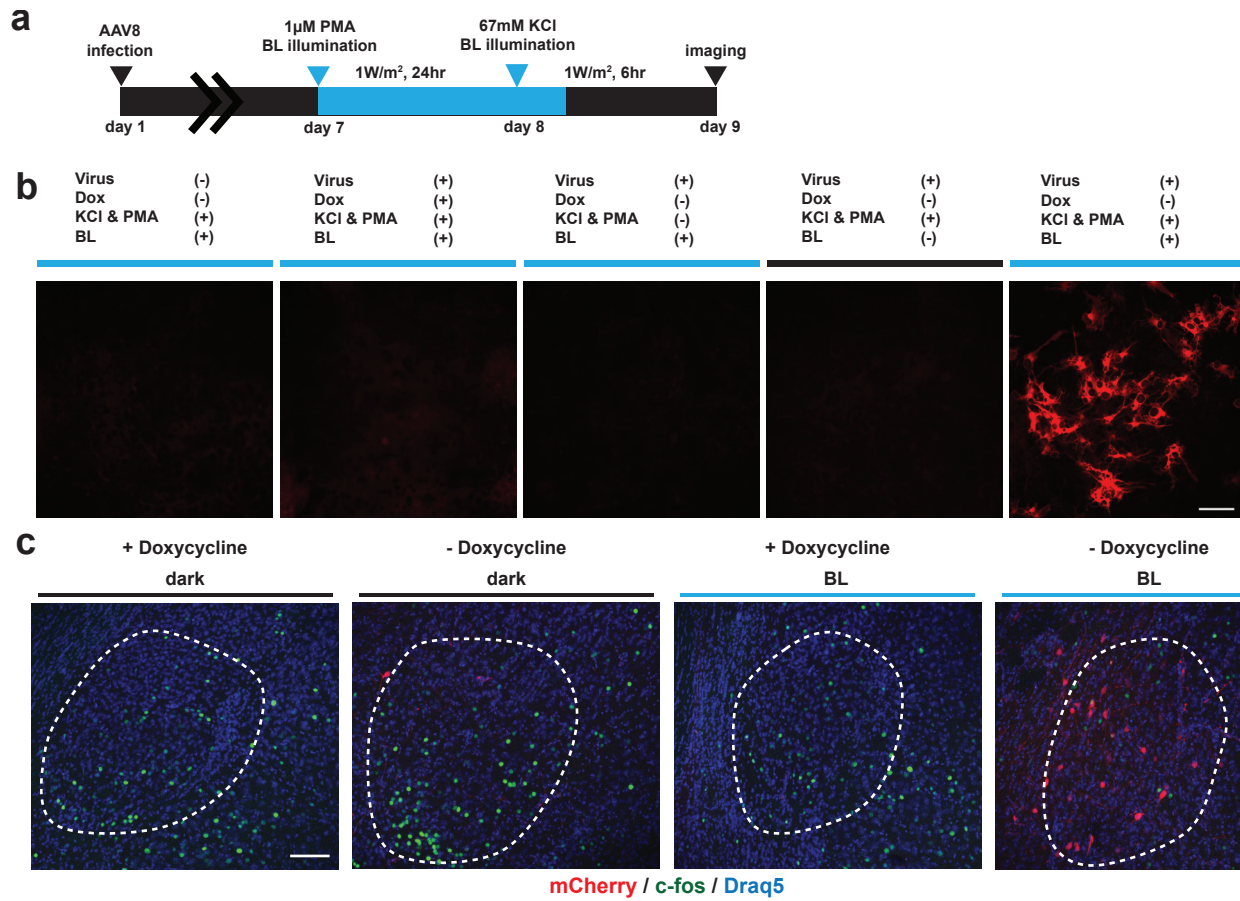 a
AAV8 infection
1µM PMA BL illumination
67mM KCl BL illumination
imaging
1W/m², 24hr
1W/m², 6hr
day 1
day 7
day 8
day 9
b
Virus (-)
Dox (-)
KCl & PMA (+)
BL (+)
Virus (+)
Dox (+)
KCl & PMA (+)
BL (+)
Virus (+)
Dox (-)
KCl & PMA (-)
BL (+)
Virus (+)
Dox (-)
KCl & PMA (+)
BL (-)
Virus (+)
Dox (-)
KCl & PMA (+)
BL (+)
c
+ Doxycycline
dark
- Doxycycline
dark
+ Doxycycline
BL
- Doxycycline
BL
mCherry / c-fos / Draq5